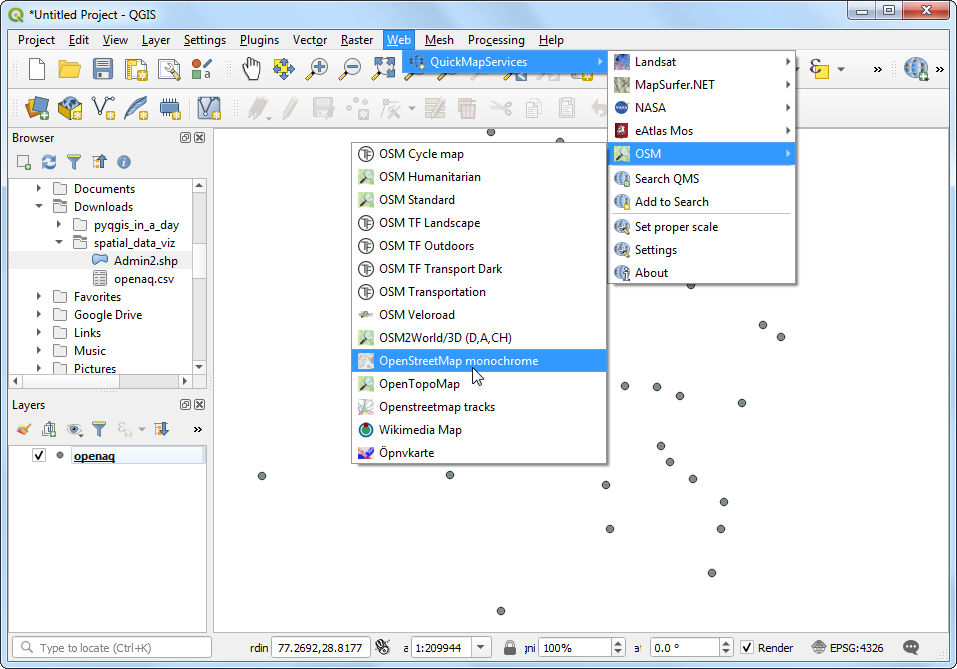 *Untitled Project - QGIS
Project Edit View Layer Settings Plugins Vector Raster Web Mesh Processing Help
QuickMapServices
Landsat
MapSurfer.NET
NASA
eAtlas Mos
OSM
Search QMS
Add to Search
Set proper scale
Settings
About
OSM Cycle map
OSM Humanitarian
OSM Standard
OSM TF Landscape
OSM TF Outdoors
OSM TF Transport Dark
OSM Transportation
OSM Veloroad
OSM2World/3D (D,A,CH)
OpenStreetMap monochrome
OpenTopoMap
Openstreetmap tracks
Wikimedia Map
Öpnvkarte
Browser
Documents
Downloads
pyqgis_in_a_day
spatial_data_viz
Admin2.shp
openaq.csv
Favorites
Google Drive
Links
Music
Pictures
Layers
openaq
Type to locate (Ctrl+K) rdin 77.2692,28.8177 a 1:209944 gni 100% at 0.0 ° Render EPSG:4326